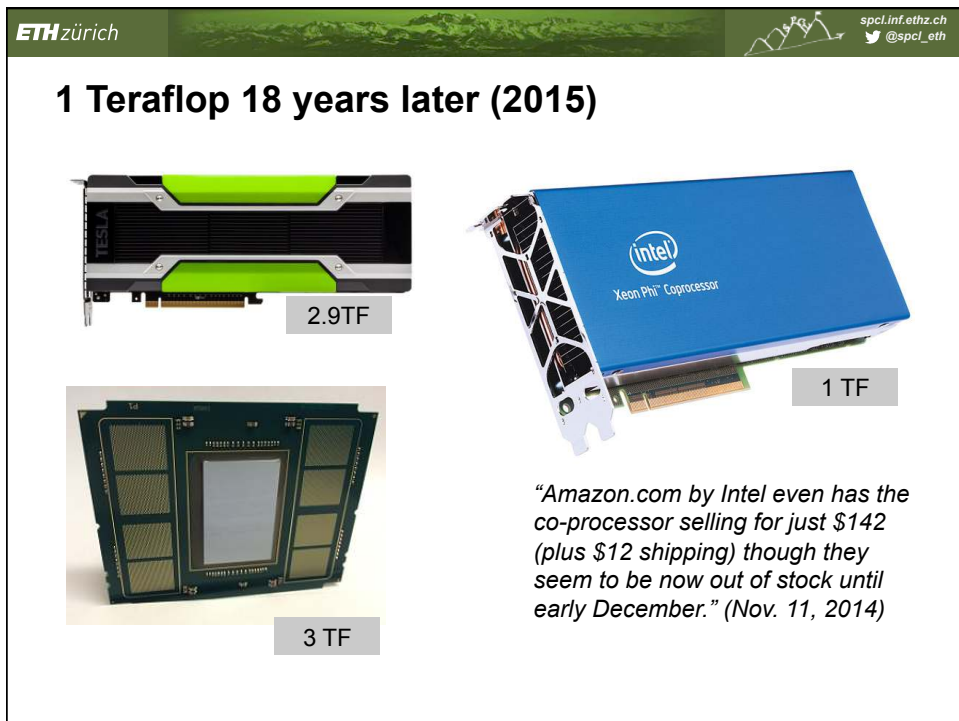 ETH zürich
spcl.inf.ethz.ch
@spcl_eth
1 Teraflop 18 years later (2015)
TESLA
2.9TF
intel
Xeon Phi™ Coprocessor
1 TF
3 TF
“Amazon.com by Intel even has the
co-processor selling for just $142
(plus $12 shipping) though they
seem to be now out of stock until
early December.” (Nov. 11, 2014)